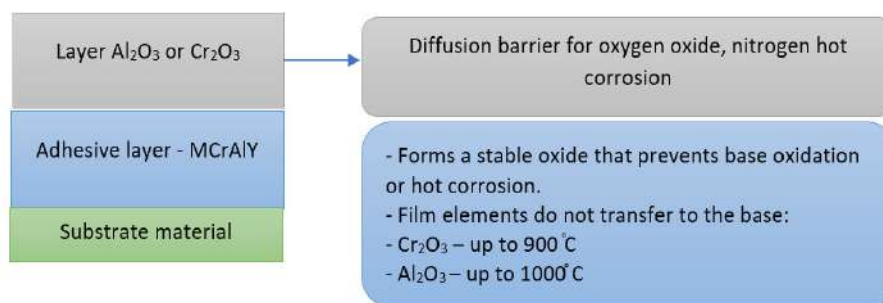 Layer Al₂O₃ or Cr₂O₃
Adhesive layer - MCrAlY
Substrate material
Diffusion barrier for oxygen oxide, nitrogen hot
corrosion
- Forms a stable oxide that prevents base oxidation
or hot corrosion.
- Film elements do not transfer to the base:
- Cr₂O₃ – up to 900 °C
- Al₂O₃ – up to 1000°C